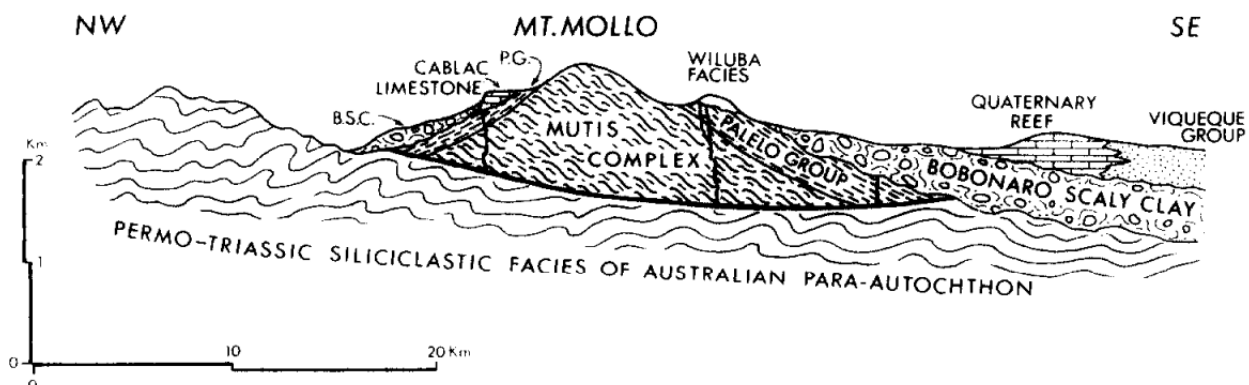 NW
MT. MOLLO
SE
P.G.
CABLAC
LIMESTONE
WILUBA
FACIES
B.S.C.
QUATERNARY
REEF
VIQUEQUE
GROUP
MUTIS
COMPLEX
PALELO GROUP
BOBONARO SCALY CLAY
PERMO-TRIASSIC SILICICLASTIC FACIES OF AUSTRALIAN PARA-AUTOCHTHON
Km
2
1
0
0
10
20 Km